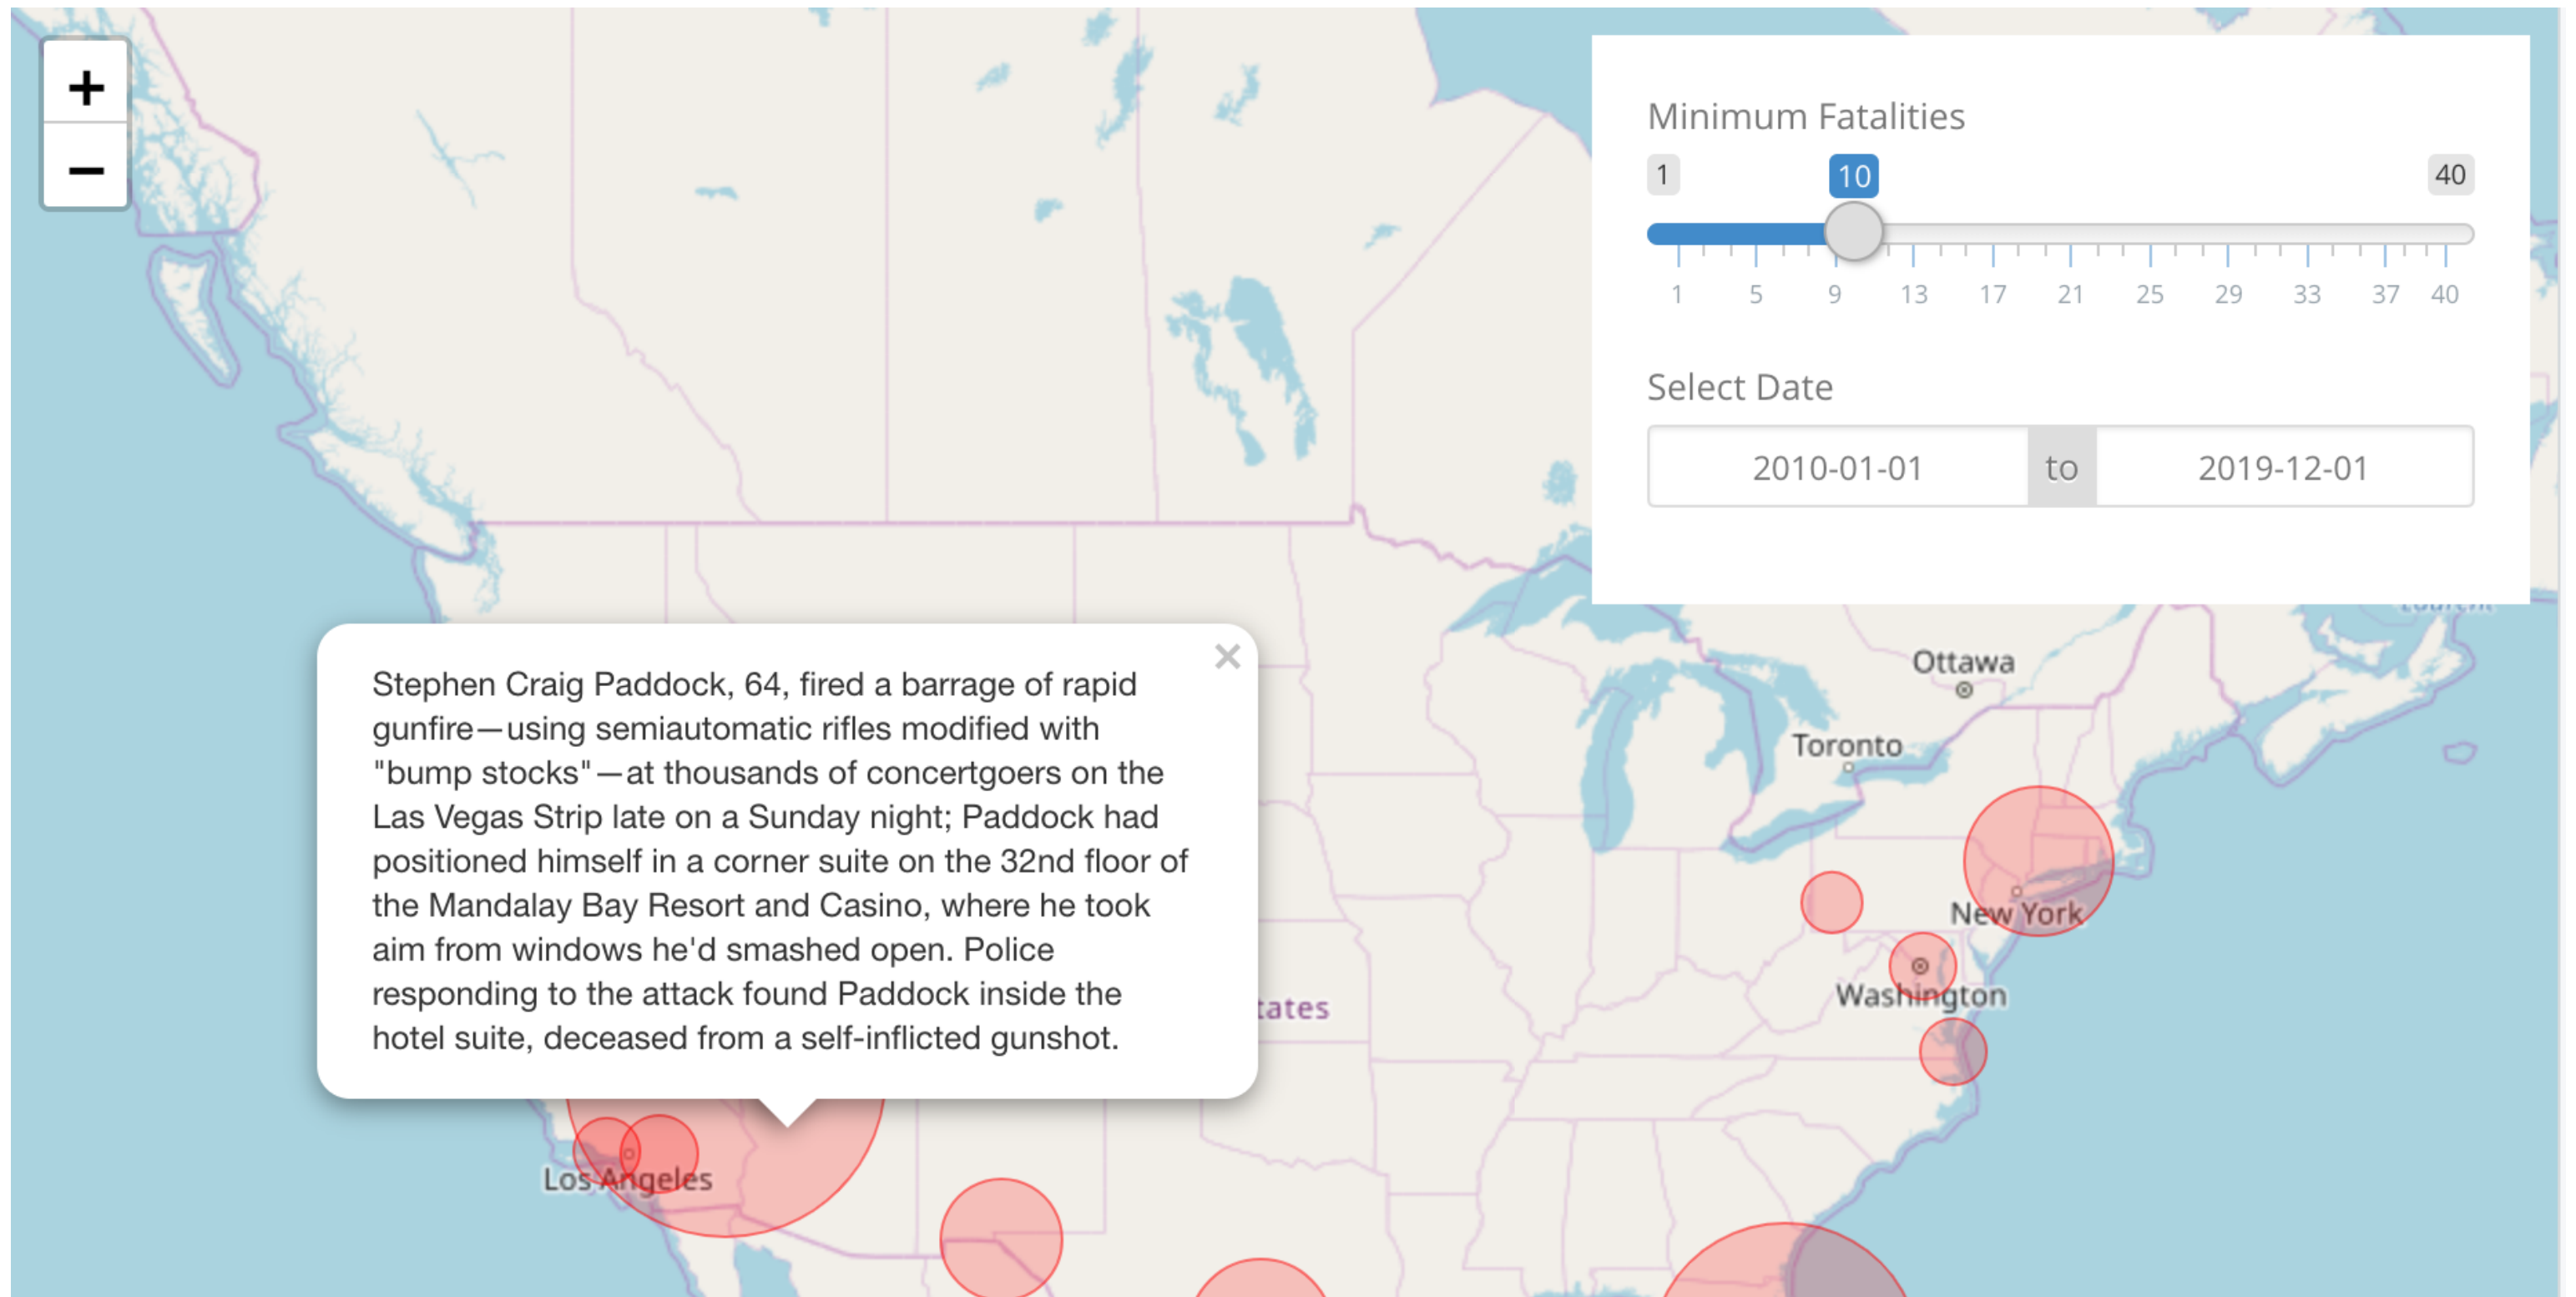 +
−
Minimum Fatalities
1
10
40
1 5 9 13 17 21 25 29 33 37 40
Select Date
2010-01-01 to 2019-12-01
×
Stephen Craig Paddock, 64, fired a barrage of rapid
gunfire—using semiautomatic rifles modified with
"bump stocks"—at thousands of concertgoers on the
Las Vegas Strip late on a Sunday night; Paddock had
positioned himself in a corner suite on the 32nd floor of
the Mandalay Bay Resort and Casino, where he took
aim from windows he'd smashed open. Police
responding to the attack found Paddock inside the
hotel suite, deceased from a self-inflicted gunshot.
Ottawa
Toronto
New York
Washington
tates
Los Angeles